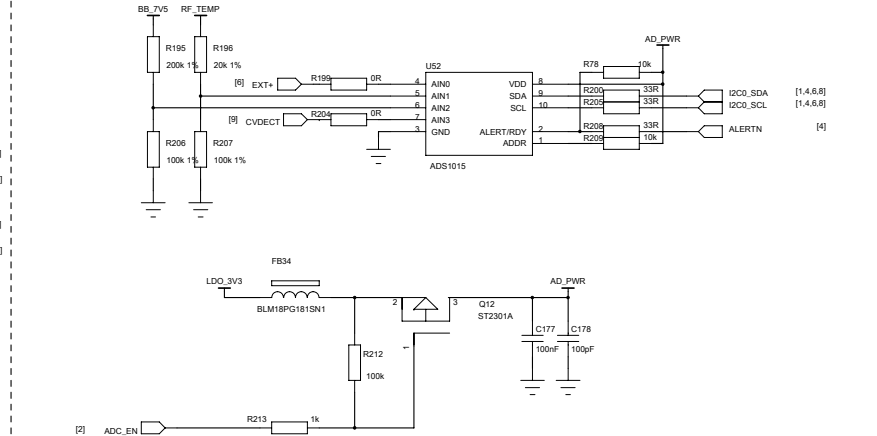 BB_7V5 RF_TEMP
AD_PWR
R195 R196
200k 1% 20k 1%
U52
R78 10k
[6] EXT+ R199 0R 4 AIN0 VDD 8
5 AIN1 SDA 9 R200 33R I2C0_SDA [1,4,6,8]
6 AIN2 SCL 10 R205 33R I2C0_SCL [1,4,6,8]
[9] CVDECT R204 0R 7 AIN3
3 GND ALERT/RDY 2 R208 33R ALERTN [4]
ADDR 1 R209 10k
R206 R207
100k 1% 100k 1%
ADS1015
FB34
LDO_3V3
BLM18PG181SN1
AD_PWR
2 3 Q12
ST2301A
1
C177 C178
100nF 100pF
R212
100k
[2] ADC_EN R213 1k